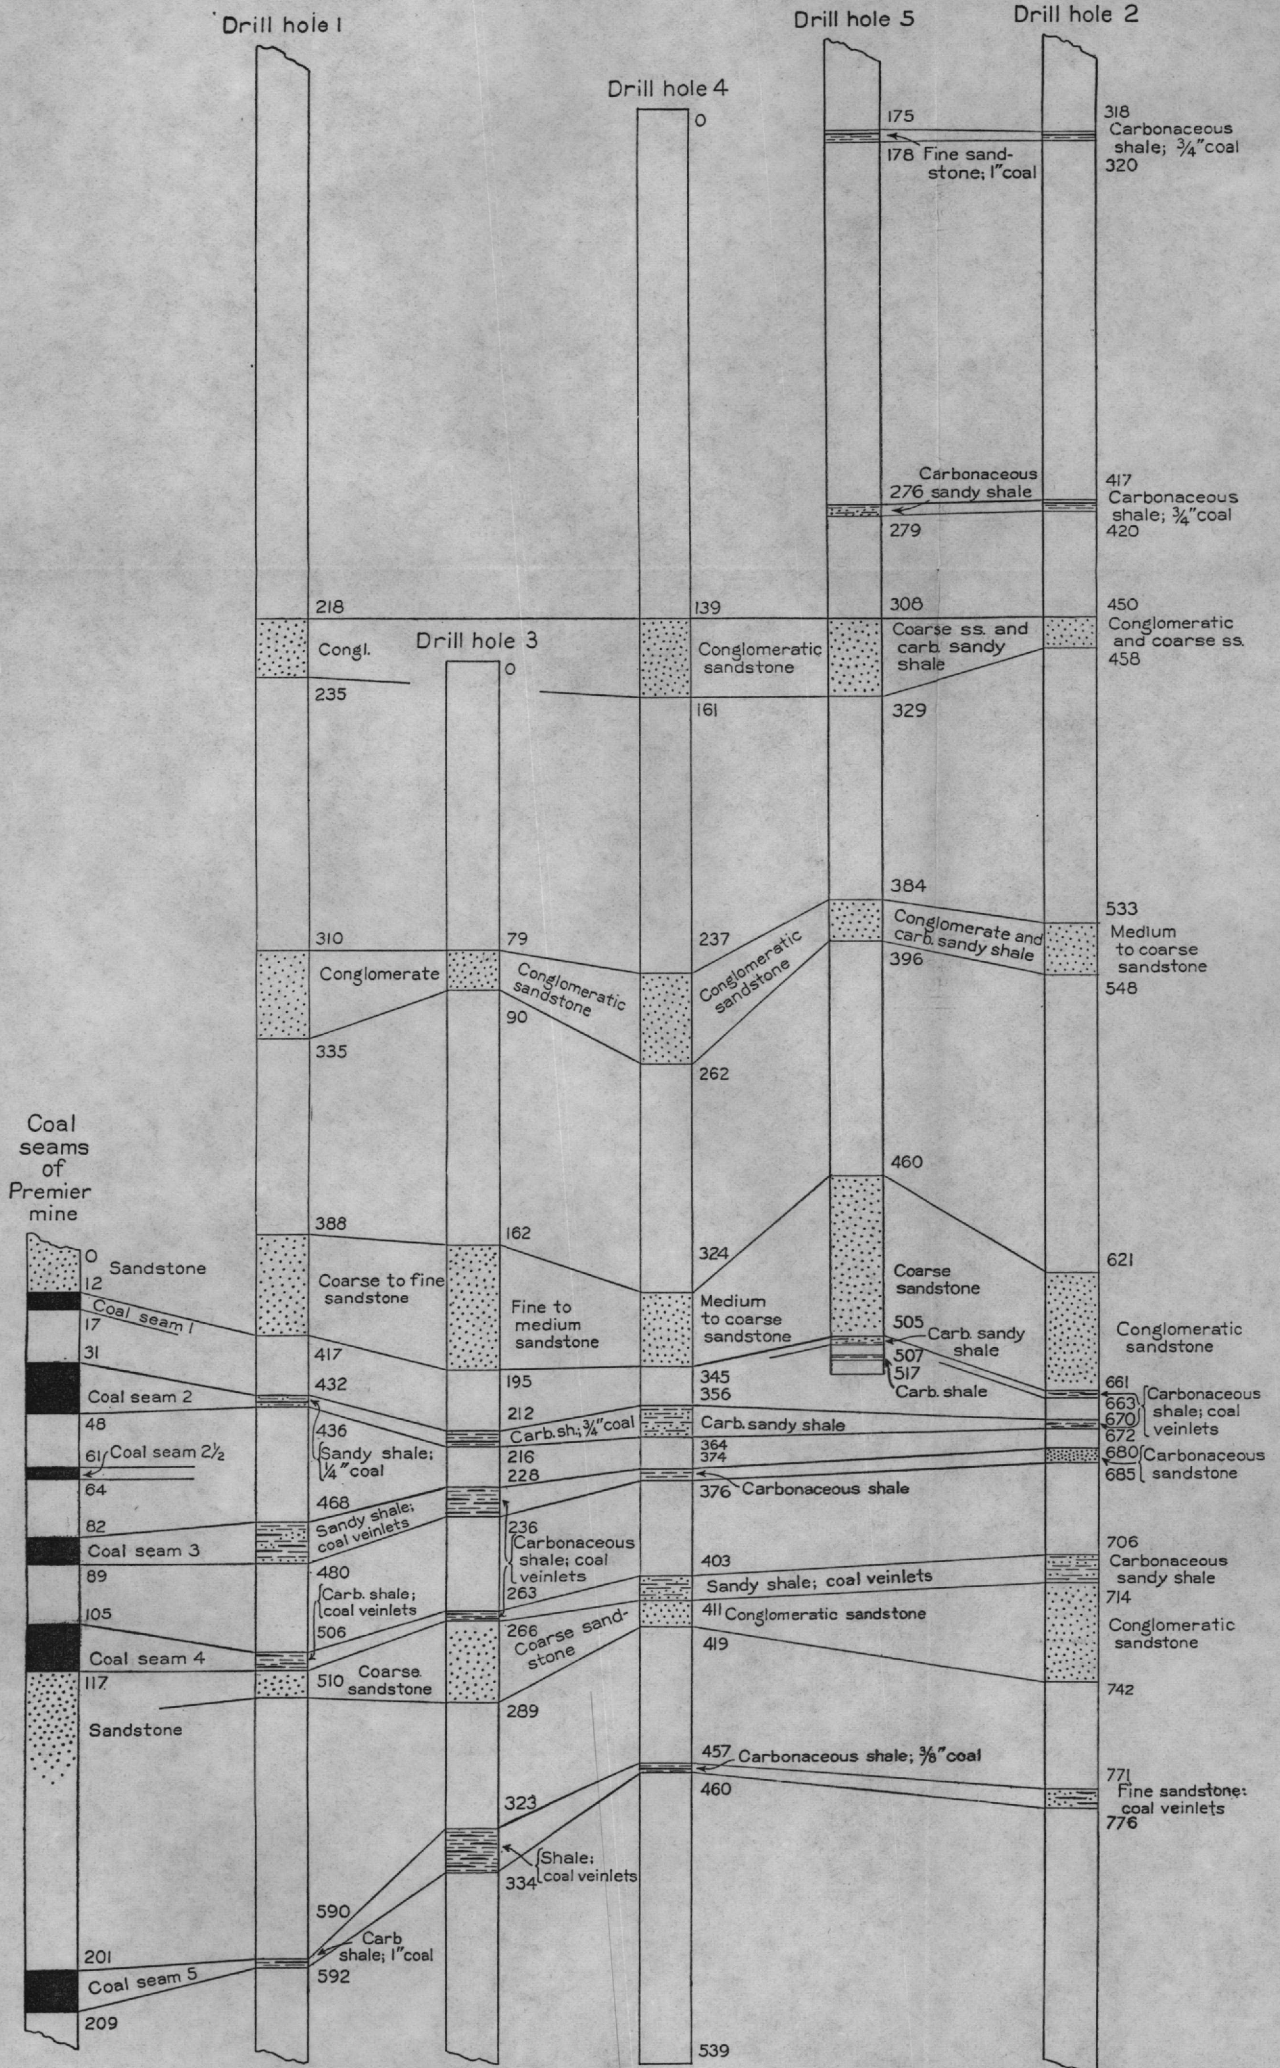 Drill hole 1
Drill hole 5
Drill hole 2
Drill hole 4
Drill hole 3
Coal
seams
of
Premier
mine
0
Sandstone
12
Coal seam 1
17
31
Coal seam 2
48
61
Coal seam 2½
64
82
Coal seam 3
89
105
Coal seam 4
117
Sandstone
201
Coal seam 5
209
218
Congl.
235
310
Conglomerate
335
388
Coarse to fine
sandstone
417
432
436
Sandy shale;
¼" coal
468
Sandy shale;
coal veinlets
480
Carb. shale;
coal veinlets
506
510
Coarse
sandstone
590
Carb
shale; 1" coal
592
0
79
Conglomeratic
sandstone
90
162
Fine to
medium
sandstone
195
212
Carb. sh.; ¾" coal
216
228
236
Carbonaceous
shale; coal
veinlets
263
266
Coarse sand-
stone
289
323
Shale;
coal veinlets
334
0
139
Conglomeratic
sandstone
161
237
Conglomeratic
sandstone
262
324
Medium
to coarse
sandstone
345
356
Carb. sandy shale
364
374
376
Carbonaceous shale
403
Sandy shale; coal veinlets
411
Conglomeratic sandstone
419
457
Carbonaceous shale; ⅜" coal
460
539
175
178
Fine sand-
stone; 1" coal
Carbonaceous
276
sandy shale
279
308
Coarse ss. and
carb. sandy
shale
329
384
Conglomerate and
carb. sandy shale
396
460
Coarse
sandstone
505
Carb. sandy
shale
507
517
Carb. shale
318
Carbonaceous
shale; ¾" coal
320
417
Carbonaceous
shale; ¾" coal
420
450
Conglomeratic
and coarse ss.
458
533
Medium
to coarse
sandstone
548
621
Conglomeratic
sandstone
661
663
670
672
Carbonaceous
shale; coal
veinlets
680
685
Carbonaceous
sandstone
706
Carbonaceous
sandy shale
714
Conglomeratic
sandstone
742
771
Fine sandstone:
coal veinlets
776